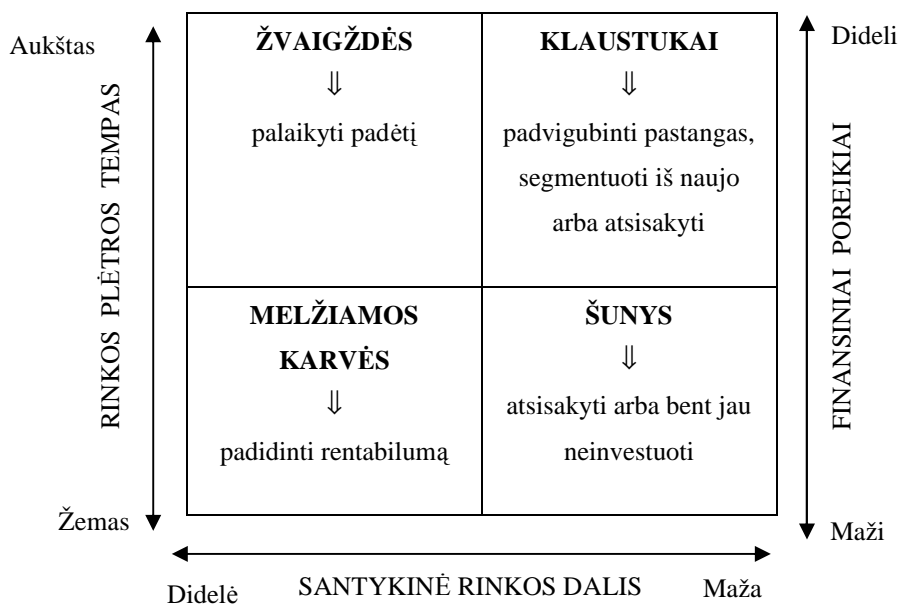 Aukštas
ŽVAIGŽDĖS
⇓
palaikyti padėtį
KLAUSTUKAI
⇓
padvigubinti pastangas,
segmentuoti iš naujo
arba atsisakyti
Dideli
RINKOS PLĖTROS TEMPAS
FINANSINIAI POREIKIAI
MELŽIAMOS
KARVĖS
⇓
padidinti rentabilumą
ŠUNYS
⇓
atsisakyti arba bent jau
neinvestuoti
Žemas
Maži
Didelė
SANTYKINĖ RINKOS DALIS
Maža